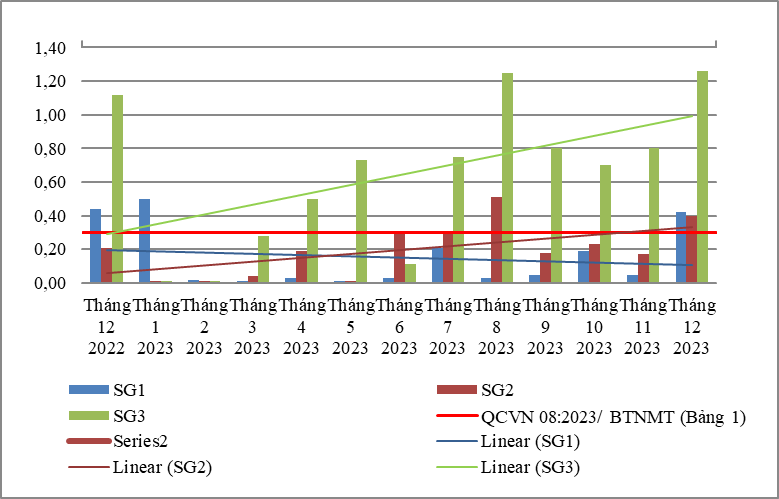 1,40
1,20
1,00
0,80
0,60
0,40
0,20
0,00
Tháng Tháng Tháng Tháng Tháng Tháng Tháng Tháng Tháng Tháng Tháng Tháng Tháng
12 1 2 3 4 5 6 7 8 9 10 11 12
2022 2023 2023 2023 2023 2023 2023 2023 2023 2023 2023 2023 2023
SG1 SG2
SG3 QCVN 08:2023/ BTNMT (Bảng 1)
Series2 Linear (SG1)
Linear (SG2) Linear (SG3)